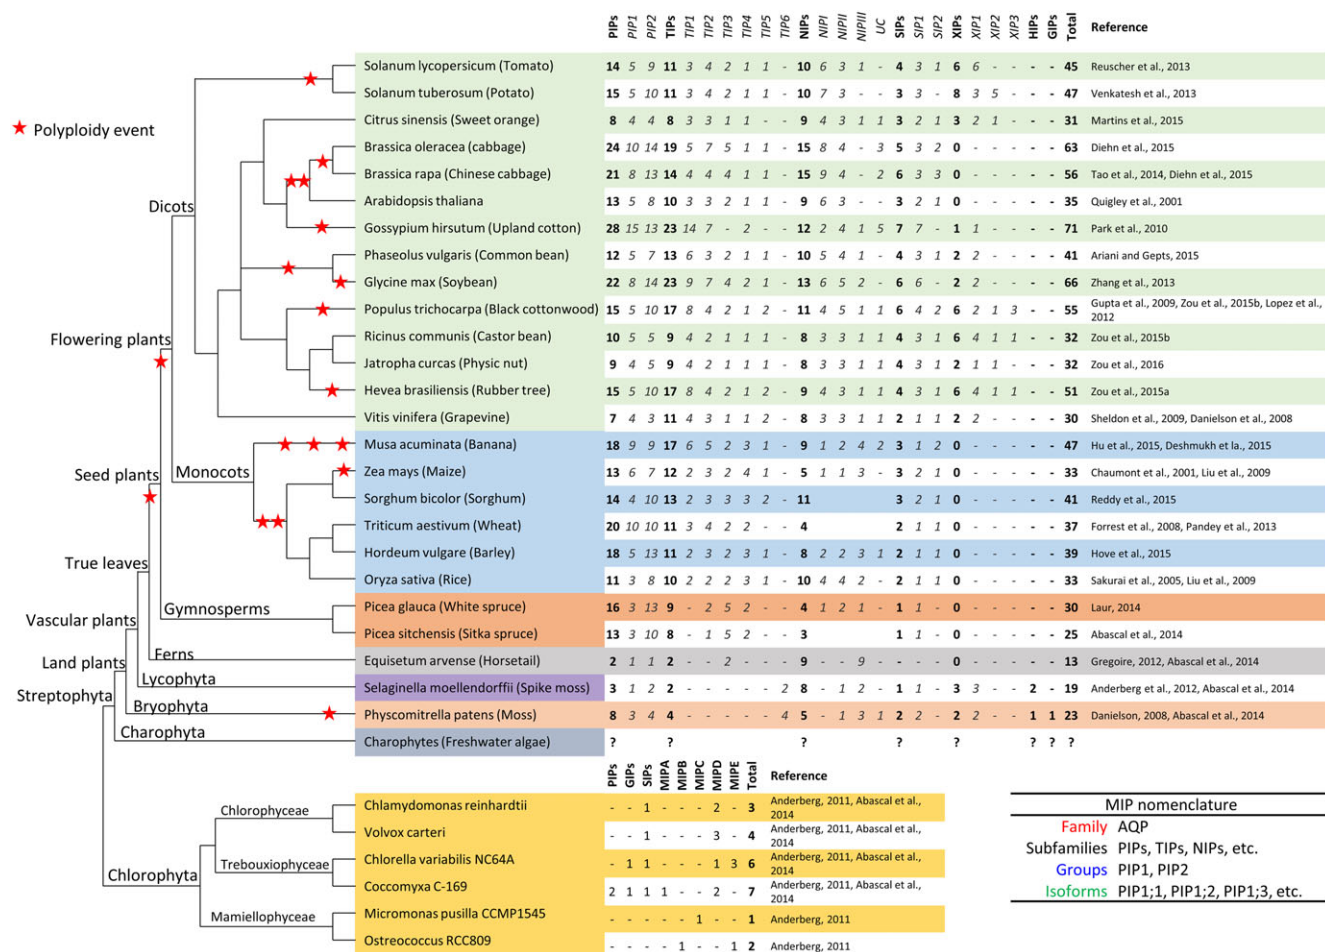 PIPs PIP1 PIP2 TIPs TIP1 TIP2 TIP3 TIP4 TIP5 TIP6 NIPs NIPI NIPII NIPIII UC SIPs SIP1 SIP2 XIPs XIP1 XIP2 XIP3 HIPs GIPs Total Reference
Solanum lycopersicum (Tomato) 14 5 9 11 3 4 2 1 1 - 10 6 3 1 - 4 3 1 6 6 - - - - 45 Reuscher et al., 2013
Solanum tuberosum (Potato) 15 5 10 11 3 4 2 1 1 - 10 7 3 - - 3 3 - 8 3 5 - - - 47 Venkatesh et al., 2013
★ Polyploidy event
Citrus sinensis (Sweet orange) 8 4 4 8 3 3 1 1 - - 9 4 3 1 1 3 2 1 3 2 1 - - - 31 Martins et al., 2015
Brassica oleracea (cabbage) 24 10 14 19 5 7 5 1 1 - 15 8 4 - 3 5 3 2 0 - - - - - 63 Diehn et al., 2015
Brassica rapa (Chinese cabbage) 21 8 13 14 4 4 4 1 1 - 15 9 4 - 2 6 3 3 0 - - - - - 56 Tao et al., 2014, Diehn et al., 2015
Dicots
Arabidopsis thaliana 13 5 8 10 3 3 2 1 1 - 9 6 3 - - 3 2 1 0 - - - - - 35 Quigley et al., 2001
Gossypium hirsutum (Upland cotton) 28 15 13 23 14 7 - 2 - - 12 2 4 1 5 7 7 - 1 1 - - - - 71 Park et al., 2010
Phaseolus vulgaris (Common bean) 12 5 7 13 6 3 2 1 1 - 10 5 4 1 - 4 3 1 2 2 - - - - 41 Ariani and Gepts, 2015
Glycine max (Soybean) 22 8 14 23 9 7 4 2 1 - 13 6 5 2 - 6 6 - 2 2 - - - - 66 Zhang et al., 2013
Populus trichocarpa (Black cottonwood) 15 5 10 17 8 4 2 1 2 - 11 4 5 1 1 6 4 2 6 2 1 3 - - 55 Gupta et al., 2009, Zou et al., 2015b, Lopez et al., 2012
Flowering plants
Ricinus communis (Castor bean) 10 5 5 9 4 2 1 1 1 - 8 3 3 1 1 4 3 1 6 4 1 1 - - 32 Zou et al., 2015b
Jatropha curcas (Physic nut) 9 4 5 9 4 2 1 1 1 - 8 3 3 1 1 4 3 1 2 1 1 - - - 32 Zou et al., 2016
Hevea brasiliensis (Rubber tree) 15 5 10 17 8 4 2 1 2 - 9 4 3 1 1 4 3 1 6 4 1 1 - - 51 Zou et al., 2015a
Vitis vinifera (Grapevine) 7 4 3 11 4 3 1 1 2 - 8 3 3 1 1 2 1 1 2 2 - - - - 30 Sheldon et al., 2009, Danielson et al., 2008
Musa acuminata (Banana) 18 9 9 17 6 5 2 3 1 - 9 1 2 4 2 3 1 2 0 - - - - - 47 Hu et al., 2015, Deshmukh et la., 2015
Seed plants Monocots
Zea mays (Maize) 13 6 7 12 2 3 2 4 1 - 5 1 1 3 - 3 2 1 0 - - - - - 33 Chaumont et al., 2001, Liu et al., 2009
Sorghum bicolor (Sorghum) 14 4 10 13 2 3 3 3 2 - 11 3 2 1 0 - - - - - 41 Reddy et al., 2015
Triticum aestivum (Wheat) 20 10 10 11 3 4 2 2 - - 4 2 1 1 0 - - - - - 37 Forrest et al., 2008, Pandey et al., 2013
True leaves
Hordeum vulgare (Barley) 18 5 13 11 2 3 2 3 1 - 8 2 2 3 1 2 1 1 0 - - - - - 39 Hove et al., 2015
Oryza sativa (Rice) 11 3 8 10 2 2 2 3 1 - 10 4 4 2 - 2 1 1 0 - - - - - 33 Sakurai et al., 2005, Liu et al., 2009
Gymnosperms
Picea glauca (White spruce) 16 3 13 9 - 2 5 2 - - 4 1 2 1 - 1 1 - 0 - - - - - 30 Laur, 2014
Vascular plants
Picea sitchensis (Sitka spruce) 13 3 10 8 - 1 5 2 - - 3 1 1 - 0 - - - - - 25 Abascal et al., 2014
Land plants Ferns
Equisetum arvense (Horsetail) 2 1 1 2 - - 2 - - - 9 - - 9 - - - - 0 - - - - - 13 Gregoire, 2012, Abascal et al., 2014
Streptophyta Lycophyta
Selaginella moellendorffii (Spike moss) 3 1 2 2 - - - - - 2 8 - 1 2 - 1 1 - 3 3 - - 2 - 19 Anderberg et al., 2012, Abascal et al., 2014
Bryophyta
Physcomitrella patens (Moss) 8 3 4 4 - - - - - 4 5 - 1 3 1 2 2 - 2 2 - - 1 1 23 Danielson, 2008, Abascal et al., 2014
Charophyta
Charophytes (Freshwater algae) ? ? ? ? ? ? ? ?
PIPs GIPs SIPs MIPA MIPB MIPC MIPD MIPE Total Reference
Chlorophyceae
Chlamydomonas reinhardtii - - 1 - - - 2 - 3 Anderberg, 2011, Abascal et al., 2014
Volvox carteri - - 1 - - - 3 - 4 Anderberg, 2011, Abascal et al., 2014
Trebouxiophyceae
Chlorella variabilis NC64A - 1 1 - - - 1 3 6 Anderberg, 2011, Abascal et al., 2014
Chlorophyta
Coccomyxa C-169 2 1 1 1 - - 2 - 7 Anderberg, 2011, Abascal et al., 2014
Mamiellophyceae
Micromonas pusilla CCMP1545 - - - - - 1 - - 1 Anderberg, 2011
Ostreococcus RCC809 - - - - 1 - - 1 2 Anderberg, 2011
MIP nomenclature
Family AQP
Subfamilies PIPs, TIPs, NIPs, etc.
Groups PIP1, PIP2
Isoforms PIP1;1, PIP1;2, PIP1;3, etc.